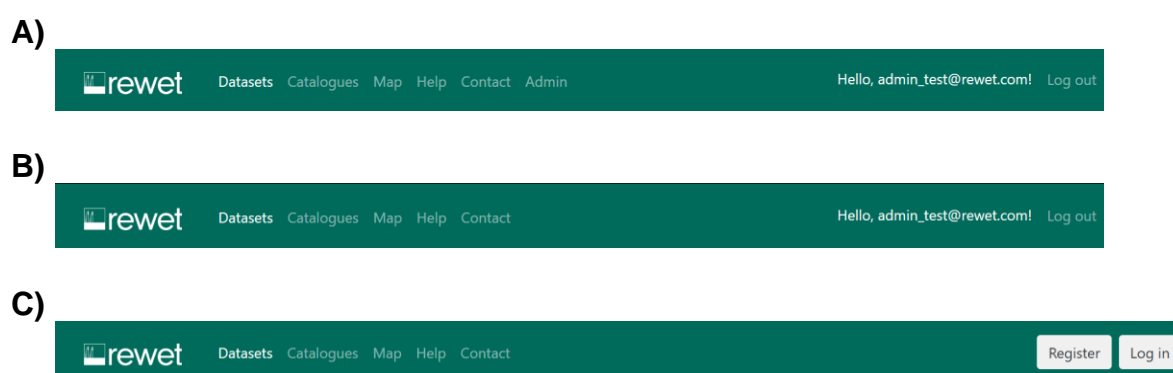 A)
rewet Datasets Catalogues Map Help Contact Admin Hello, admin_test@rewet.com! Log out
B)
rewet Datasets Catalogues Map Help Contact Hello, admin_test@rewet.com! Log out
C)
rewet Datasets Catalogues Map Help Contact Register Log in